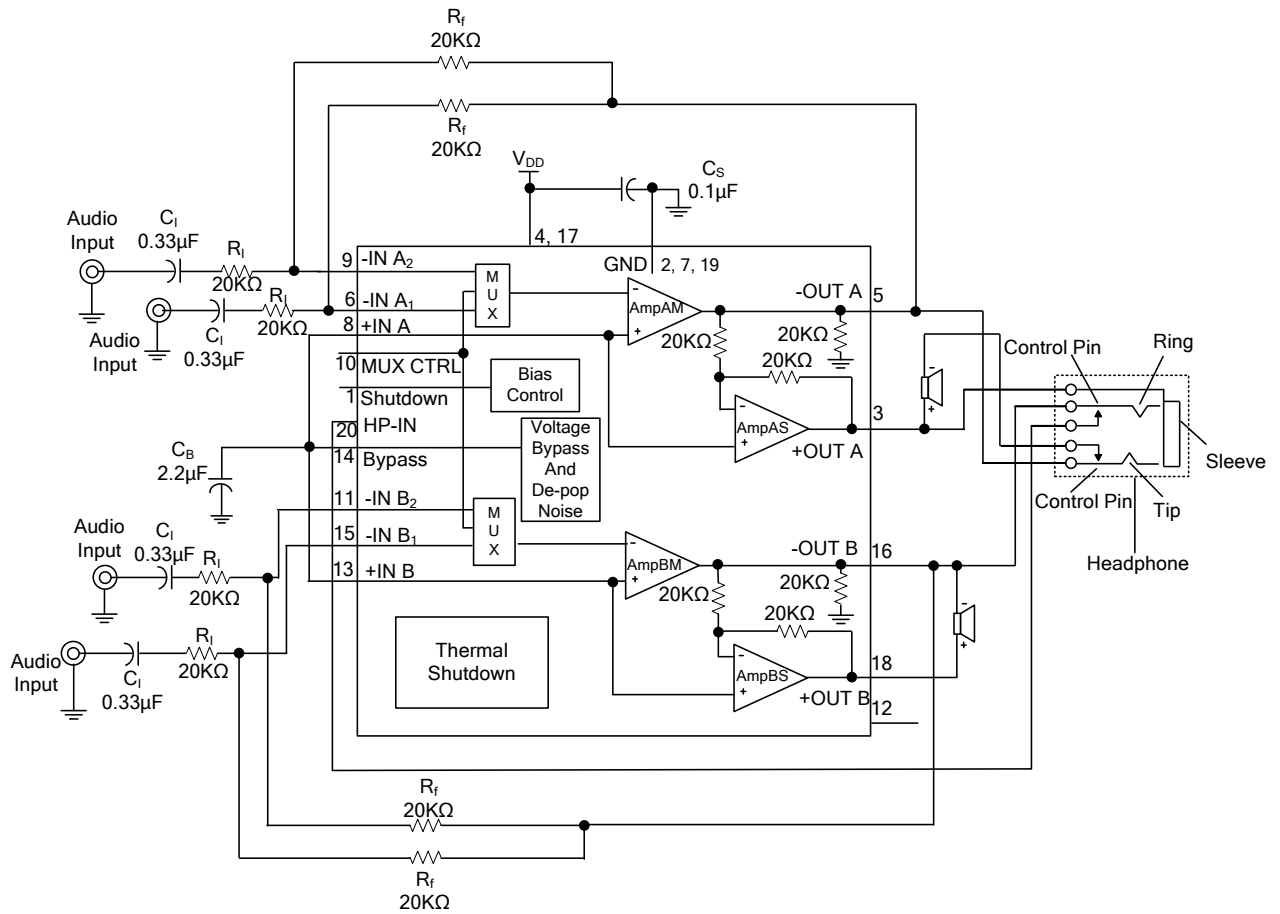 Rf
20KΩ
Rf
20KΩ
VDD
CS
0.1μF
4, 17
Audio
Input
CI
0.33μF
RI
20KΩ
9
-IN A2
GND
2, 7, 19
M
U
X
AmpAM
-
+
-OUT A
5
Audio
Input
CI
0.33μF
RI
20KΩ
6
-IN A1
8
+IN A
20KΩ
20KΩ
20KΩ
10
MUX CTRL
1
Shutdown
Bias
Control
20
HP-IN
14
Bypass
Voltage
Bypass
And
De-pop
Noise
AmpAS
-
+
3
+OUT A
-
+
Control Pin
Ring
Sleeve
Control Pin
Tip
Headphone
CB
2.2μF
11
-IN B2
15
-IN B1
13
+IN B
M
U
X
Audio
Input
CI
0.33μF
RI
20KΩ
AmpBM
-
+
-OUT B
16
20KΩ
20KΩ
20KΩ
-
+
Audio
Input
CI
0.33μF
RI
20KΩ
Thermal
Shutdown
AmpBS
-
+
18
+OUT B
12
Rf
20KΩ
Rf
20KΩ